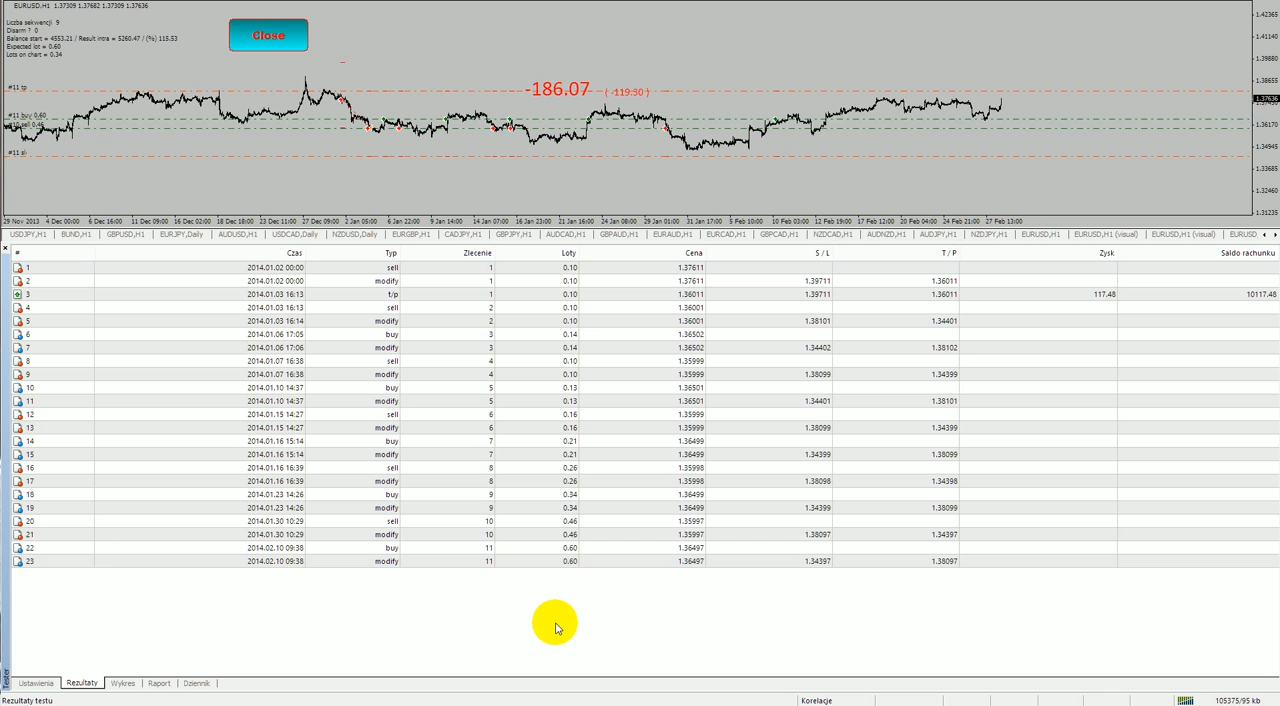 EURUSD,H1 1.37309 1.37682 1.37309 1.37636
Liczba sekwencji 9
Disarm ? 0
Balance start = 4553.21 / Result intra = 5260.47 / (%) 115.53
Expected lot = 0.60
Lots on chart = 0.34
Close
-186.07 ( -119.30 )
#11 tp
#11 buy 0.60
#10 sell 0.46
#11 sl
1.42365
1.41140
1.39880
1.38655
1.37636
1.36170
1.34945
1.33685
1.32460
1.31235
29 Nov 2013 4 Dec 00:00 6 Dec 16:00 11 Dec 09:00 16 Dec 02:00 18 Dec 18:00 23 Dec 11:00 27 Dec 09:00 2 Jan 05:00 6 Jan 22:00 9 Jan 14:00 14 Jan 07:00 16 Jan 23:00 21 Jan 16:00 24 Jan 08:00 29 Jan 01:00 31 Jan 17:00 5 Feb 10:00 10 Feb 03:00 12 Feb 19:00 17 Feb 12:00 20 Feb 04:00 24 Feb 21:00 27 Feb 13:00
USDJPY,H1 BUND,H1 GBPUSD,H1 EURJPY,Daily AUDUSD,H1 USDCAD,Daily NZDUSD,Daily EURGBP,H1 CADJPY,H1 GBPJPY,H1 AUDCAD,H1 GBPAUD,H1 EURAUD,H1 EURCAD,H1 GBPCAD,H1 NZDCAD,H1 AUDNZD,H1 AUDJPY,H1 NZDJPY,H1 EURUSD,H1 EURUSD,H1 (visual) EURUSD,H1 (visual) EURUSD,
# Czas Typ Zlecenie Loty Cena S / L T / P Zysk Saldo rachunku
1 2014.01.02 00:00 sell 1 0.10 1.37611
2 2014.01.02 00:00 modify 1 0.10 1.37611 1.39711 1.36011
3 2014.01.03 16:13 t/p 1 0.10 1.36011 1.39711 1.36011 117.48 10117.48
4 2014.01.03 16:13 sell 2 0.10 1.36001
5 2014.01.03 16:14 modify 2 0.10 1.36001 1.38101 1.34401
6 2014.01.06 17:05 buy 3 0.14 1.36502
7 2014.01.06 17:06 modify 3 0.14 1.36502 1.34402 1.38102
8 2014.01.07 16:38 sell 4 0.10 1.35999
9 2014.01.07 16:38 modify 4 0.10 1.35999 1.38099 1.34399
10 2014.01.10 14:37 buy 5 0.13 1.36501
11 2014.01.10 14:37 modify 5 0.13 1.36501 1.34401 1.38101
12 2014.01.15 14:27 sell 6 0.16 1.35999
13 2014.01.15 14:27 modify 6 0.16 1.35999 1.38099 1.34399
14 2014.01.16 15:14 buy 7 0.21 1.36499
15 2014.01.16 15:14 modify 7 0.21 1.36499 1.34399 1.38099
16 2014.01.16 16:39 sell 8 0.26 1.35998
17 2014.01.16 16:39 modify 8 0.26 1.35998 1.38098 1.34398
18 2014.01.23 14:26 buy 9 0.34 1.36499
19 2014.01.23 14:26 modify 9 0.34 1.36499 1.34399 1.38099
20 2014.01.30 10:29 sell 10 0.46 1.35997
21 2014.01.30 10:29 modify 10 0.46 1.35997 1.38097 1.34397
22 2014.02.10 09:38 buy 11 0.60 1.36497
23 2014.02.10 09:38 modify 11 0.60 1.36497 1.34397 1.38097
Tester
Ustawienia Rezultaty Wykres Raport Dziennik
Rezultaty testu Korelacje 105375/95 kb